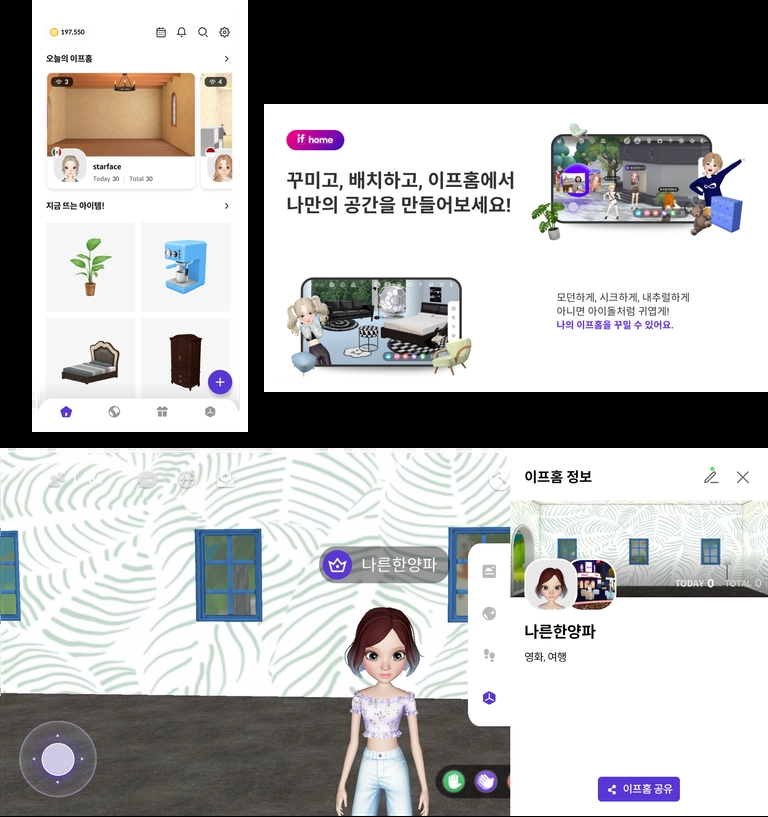 197,550
오늘의 이프홈
3
4
starface
Today 30 Total 30
지금 뜨는 아이템!
if home
꾸미고, 배치하고, 이프홈에서
나만의 공간을 만들어보세요!
모던하게, 시크하게, 내추럴하게
아니면 아이돌처럼 귀엽게!
나의 이프홈을 꾸밀 수 있어요.
나른한양파
이프홈 정보
TODAY 0 TOTAL 0
나른한양파
영화, 여행
이프홈 공유